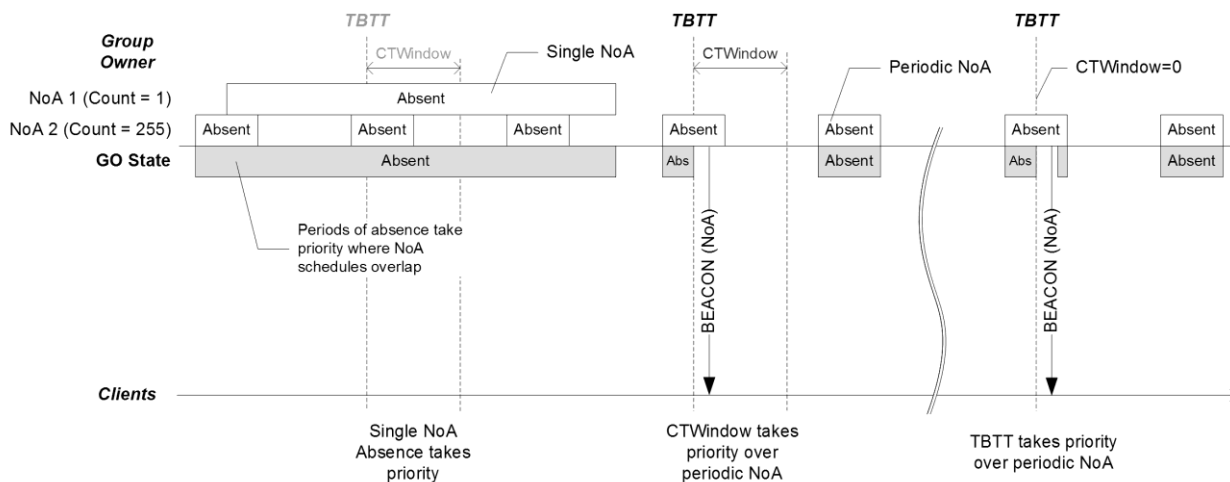 TBTT
TBTT
TBTT
Group
Owner
CTWindow
Single NoA
CTWindow
Periodic NoA
CTWindow=0
NoA 1 (Count = 1)
Absent
NoA 2 (Count = 255)
Absent
Absent
Absent
Absent
Absent
Absent
Absent
GO State
Absent
Abs
Absent
Abs
Absent
Periods of absence take
priority where NoA
schedules overlap
BEACON (NoA)
BEACON (NoA)
Clients
Single NoA
Absence takes
priority
CTWindow takes
priority over
periodic NoA
TBTT takes priority
over periodic NoA